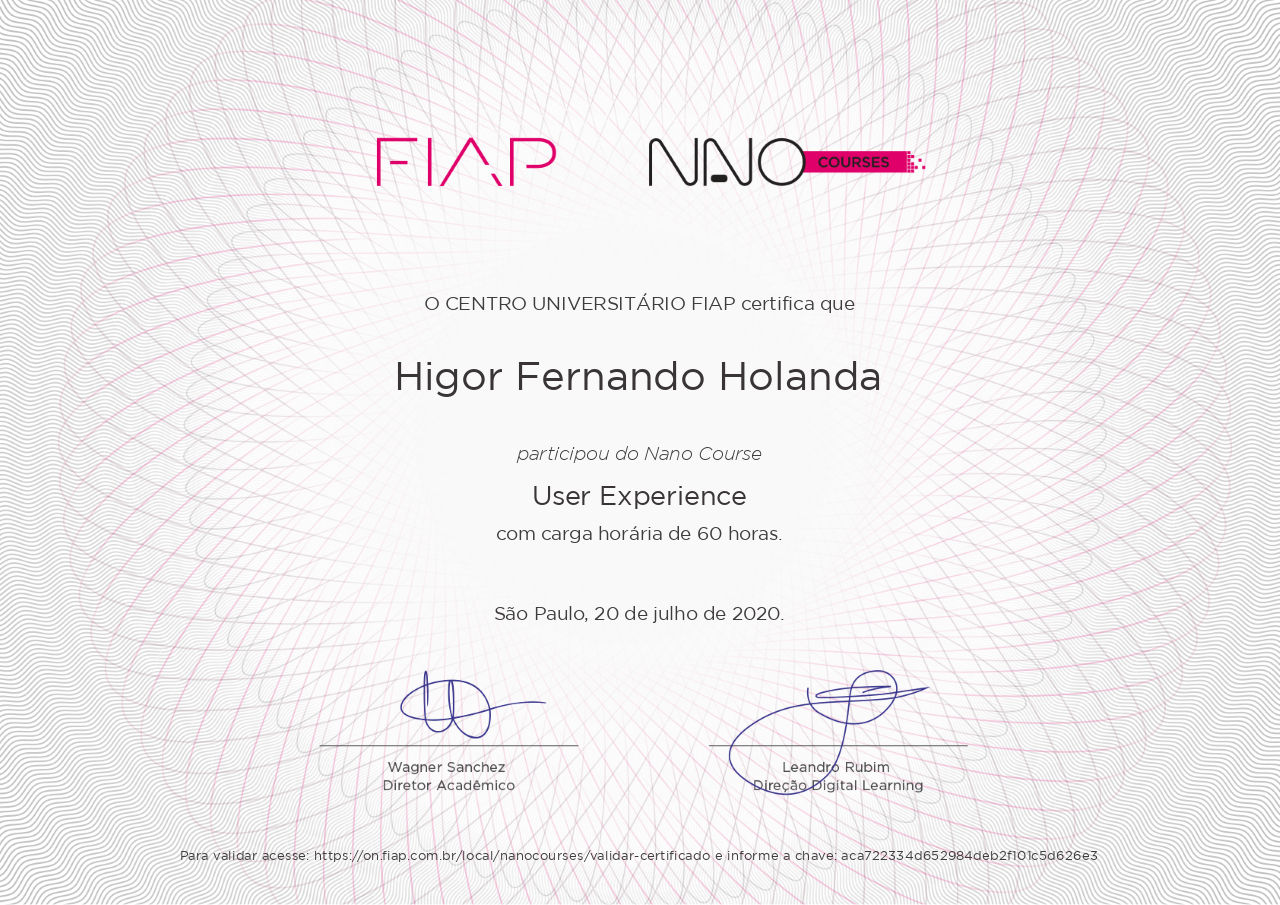 FIAP NANO COURSES
O CENTRO UNIVERSITÁRIO FIAP certifica que
Higor Fernando Holanda
participou do Nano Course
User Experience
com carga horária de 60 horas.
São Paulo, 20 de julho de 2020.
Wagner Sanchez Leandro Rubim
Diretor Acadêmico Direção Digital Learning
Para validar acesse: https://on.fiap.com.br/local/nanocourses/validar-certificado e informe a chave: aca722334d652984deb2f101c5d626e3